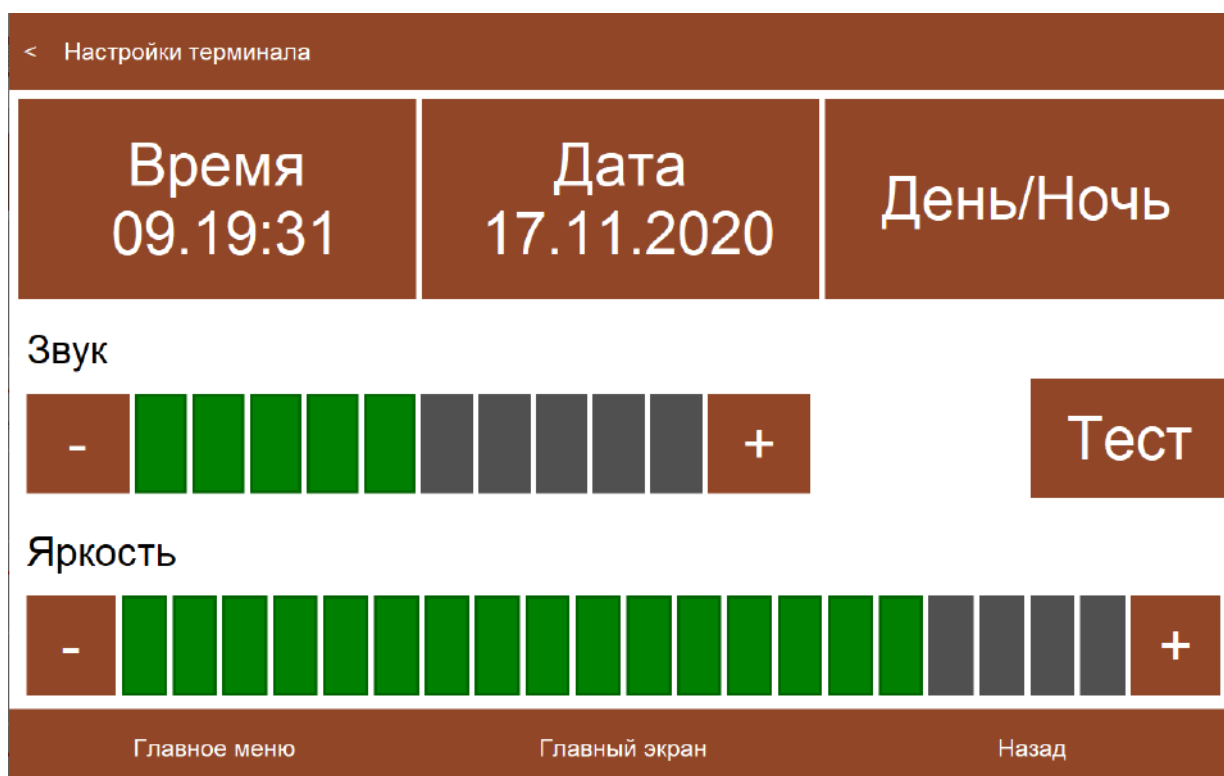 < Настройки терминала
Время
09.19:31
Дата
17.11.2020
День/Ночь
Звук
- +
Тест
Яркость
- +
Главное меню
Главный экран
Назад